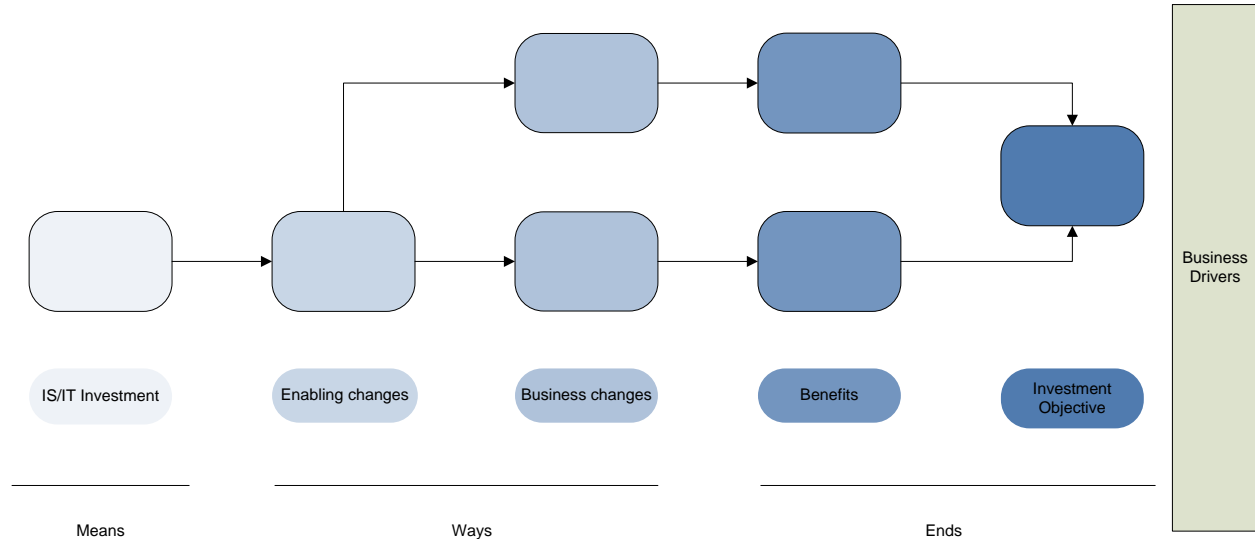 Business
Drivers
IS/IT Investment
Enabling changes
Business changes
Benefits
Investment
Objective
Means
Ways
Ends